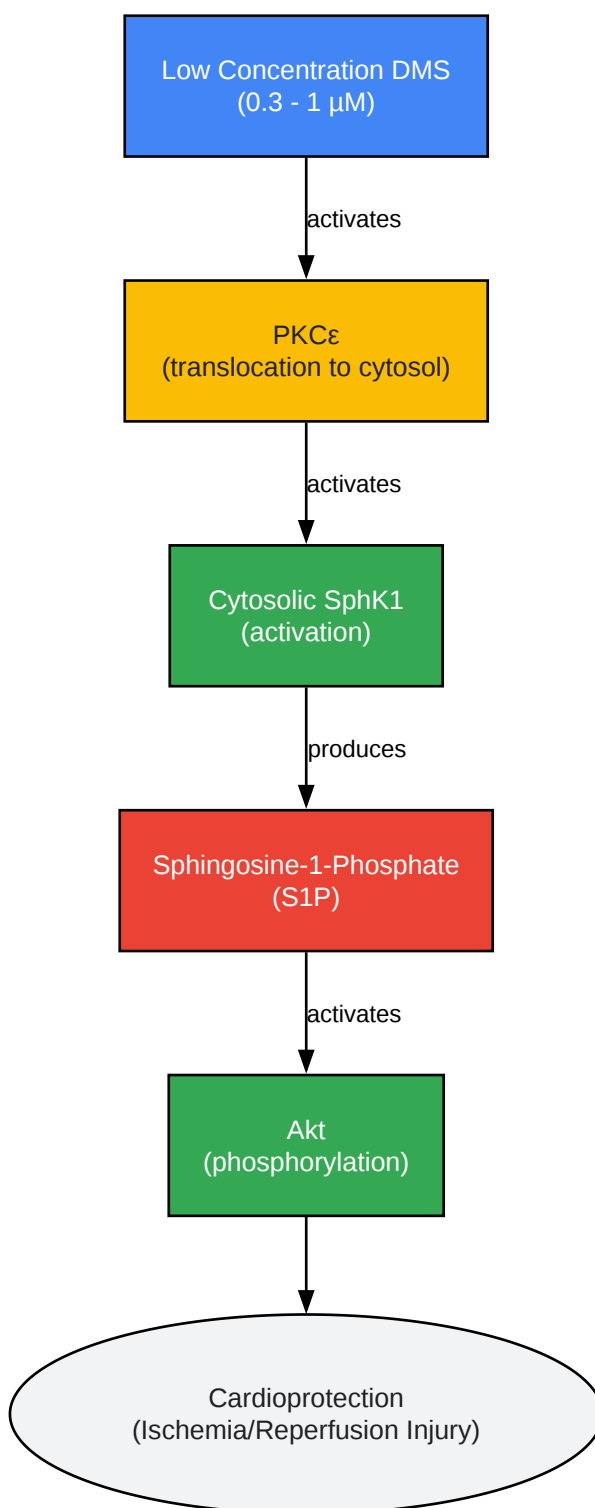 Low Concentration DMS
(0.3 - 1 µM)
activates
PKCε
(translocation to cytosol)
activates
Cytosolic SphK1
(activation)
produces
Sphingosine-1-Phosphate
(S1P)
activates
Akt
(phosphorylation)
Cardioprotection
(Ischemia/Reperfusion Injury)